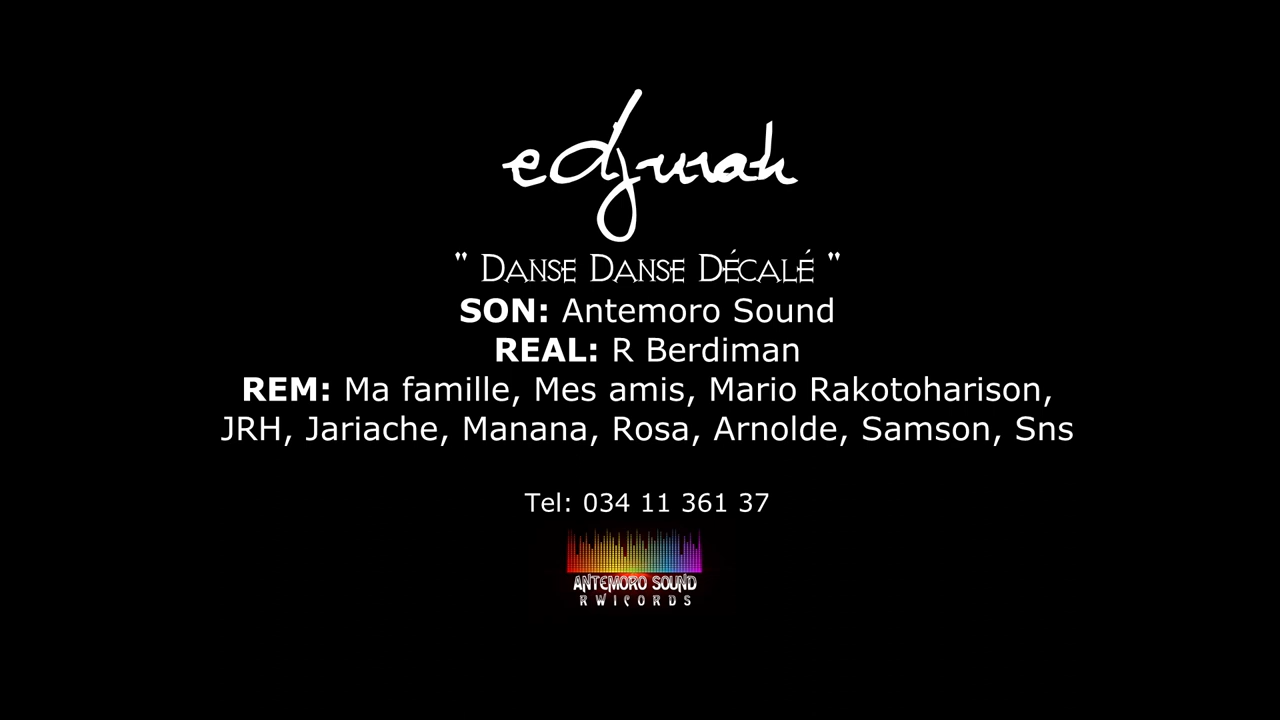 edjmah
" Danse Danse Décalé "
SON: Antemoro Sound
REAL: R Berdiman
REM: Ma famille, Mes amis, Mario Rakotoharison,
JRH, Jariache, Manana, Rosa, Arnolde, Samson, Sns
Tel: 034 11 361 37
ANTEMORO SOUND
RWICORDS